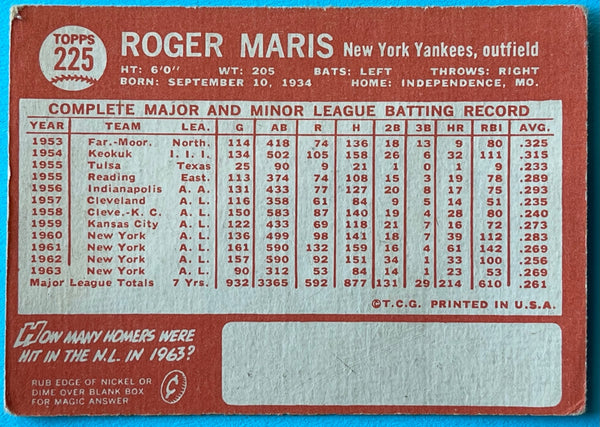 TOPPS
225
ROGER MARIS New York Yankees, outfield
HT: 6'0" WT: 205 BATS: LEFT THROWS: RIGHT
BORN: SEPTEMBER 10, 1934 HOME: INDEPENDENCE, MO.
COMPLETE MAJOR AND MINOR LEAGUE BATTING RECORD
YEAR TEAM LEA. G AB R H 2B 3B HR RBI AVG.
1953 Far.-Moor. North. 114 418 74 136 18 13 9 80 .325
1954 Keokuk I. I. I. 134 502 105 158 26 6 32 111 .315
1955 Tulsa Texas 25 90 9 21 1 0 1 9 .233
1955 Reading East. 113 374 74 108 15 3 19 78 .289
1956 Indianapolis A. A. 131 433 77 127 20 8 17 75 .293
1957 Cleveland A. L. 116 358 61 84 9 5 14 51 .235
1958 Cleve.-K. C. A. L. 150 583 87 140 19 4 28 80 .240
1959 Kansas City A. L. 122 433 69 118 21 7 16 72 .273
1960 New York A. L. 136 499 98 141 18 7 39 112 .283
1961 New York A. L. 161 590 132 159 16 4 61 142 .269
1962 New York A. L. 157 590 92 151 34 1 33 100 .256
1963 New York A. L. 90 312 53 84 14 1 23 53 .269
Major League Totals 7 Yrs. 932 3365 592 877 131 29 214 610 .261
©T.C.G. PRINTED IN U.S.A.
HOW MANY HOMERS WERE
HIT IN THE N.L. IN 1963?
RUB EDGE OF NICKEL OR
DIME OVER BLANK BOX
FOR MAGIC ANSWER